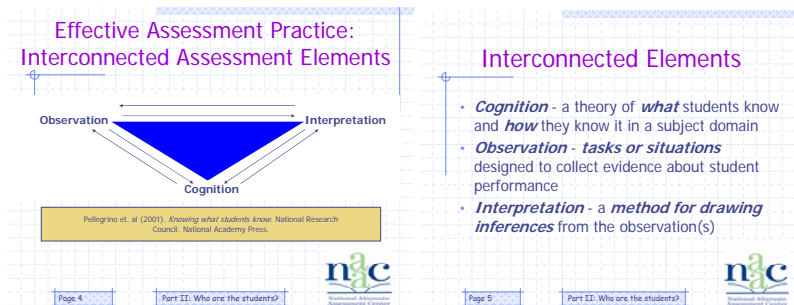 Effective Assessment Practice:
Interconnected Assessment Elements
Observation
Interpretation
Cognition
Pellegrino et. al (2001). Knowing what students know. National Research
Council: National Academy Press.
naac
National Alternate
Assessment Center
Page 4
Part II: Who are the students?
Interconnected Elements
• Cognition - a theory of what students know
and how they know it in a subject domain
• Observation - tasks or situations
designed to collect evidence about student
performance
• Interpretation - a method for drawing
inferences from the observation(s)
naac
National Alternate
Assessment Center
Page 5
Part II: Who are the students?